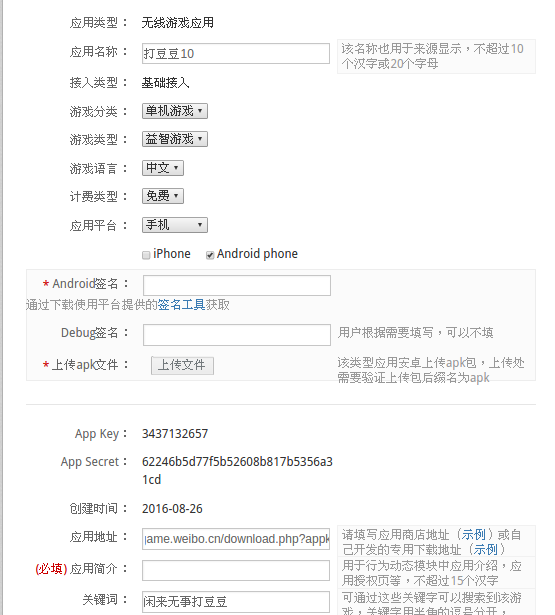 应用类型： 无线游戏应用
应用名称： 打豆豆10 该名称也用于来源显示，不超过10
个汉字或20个字母
接入类型： 基础接入
游戏分类： 单机游戏
游戏类型： 益智游戏
游戏语言： 中文
计费类型： 免费
应用平台： 手机
iPhone Android phone
* Android签名：
通过下载使用平台提供的签名工具获取
Debug签名： 用户根据需要填写，可以不填
* 上传apk文件： 上传文件 该类型应用安卓上传apk包，上传处
需要验证上传包后缀名为apk
App Key： 3437132657
App Secret： 62246b5d77f5b52608b817b5356a3
1cd
创建时间： 2016-08-26
应用地址： game.weibo.cn/download.php?appk 请填写应用商店地址（示例）或自
己开发的专用下载地址（示例）
(必填) 应用简介： 用于行为动态模块中应用介绍，应
用授权页等，不超过15个汉字
关键词： 闲来无事打豆豆 可通过这些关键字可以搜索到该游
戏，关键字用半角的逗号分开，